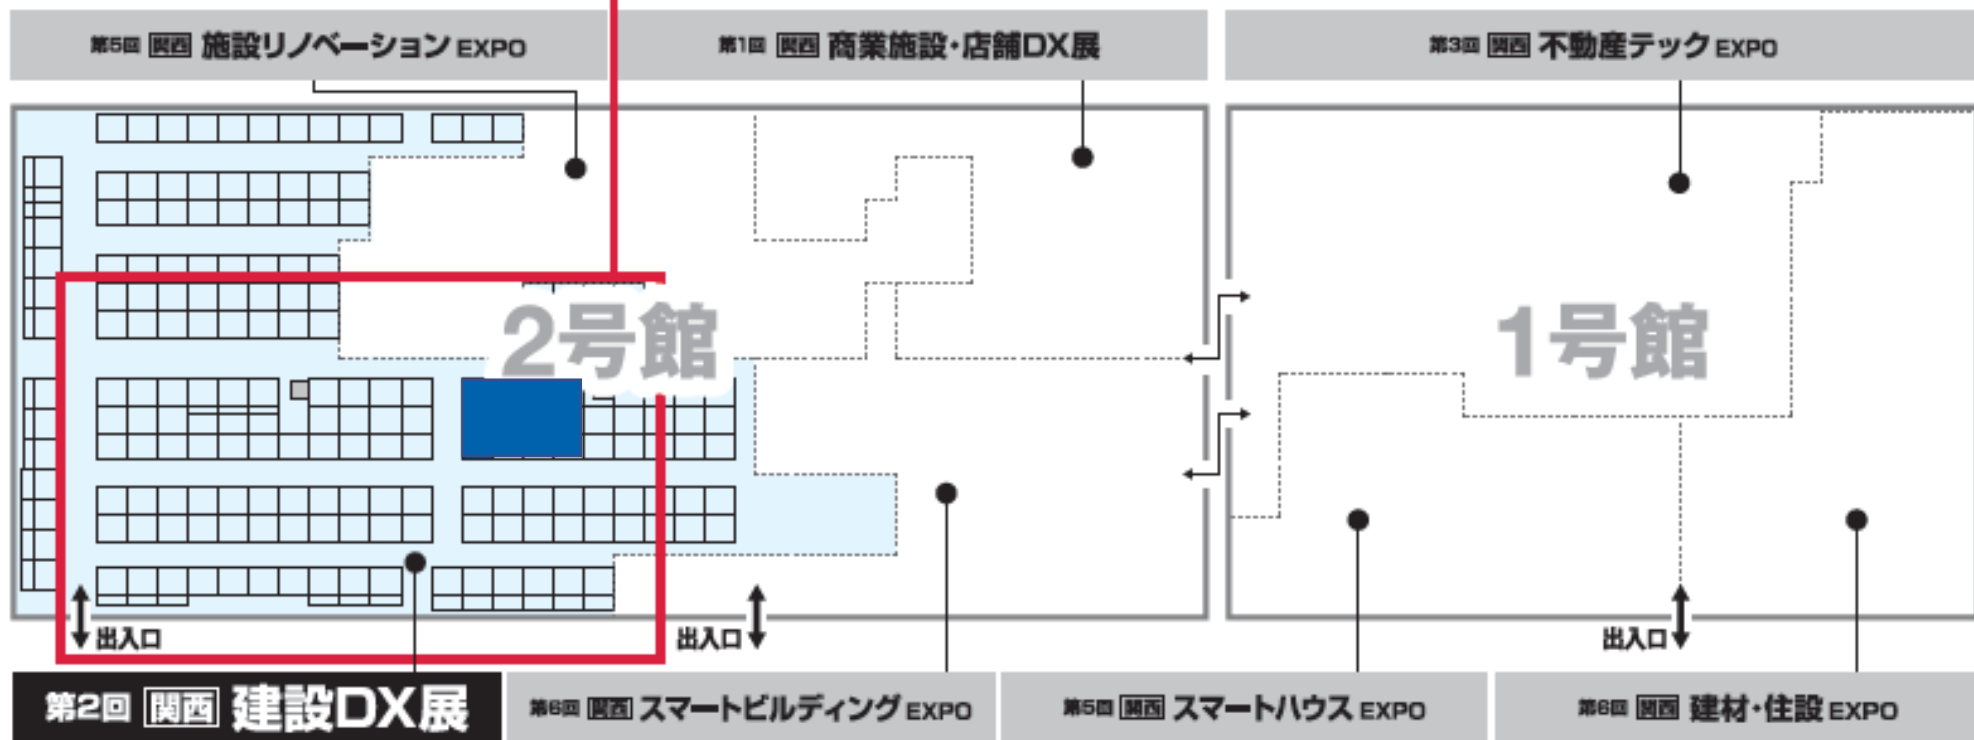 第5回 関西 施設リノベーション EXPO
第1回 関西 商業施設・店舗DX展
第3回 関西 不動産テック EXPO
2号館
1号館
出入口
出入口
出入口
第2回 関西 建設DX展
第6回 関西 スマートビルディング EXPO
第5回 関西 スマートハウス EXPO
第6回 関西 建材・住設 EXPO